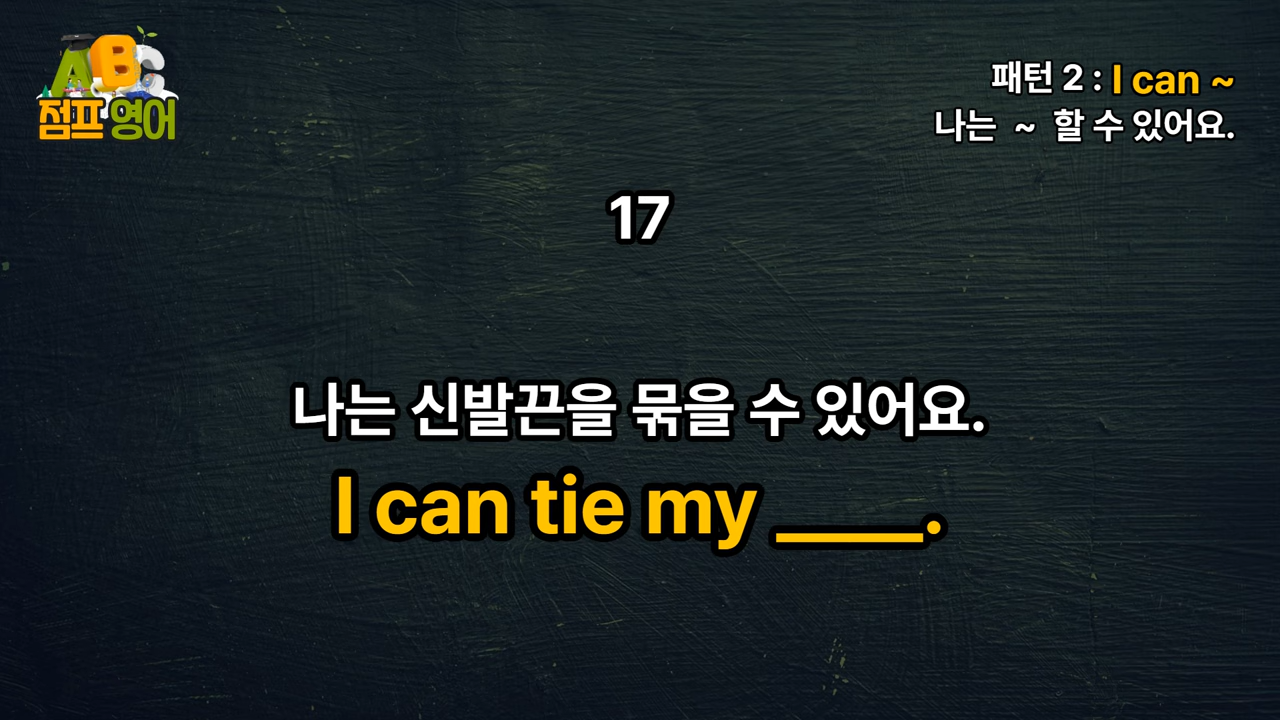 ABC
점프영어
패턴 2 : I can ~
나는 ~ 할 수 있어요.
17
나는 신발끈을 묶을 수 있어요.
I can tie my ____.